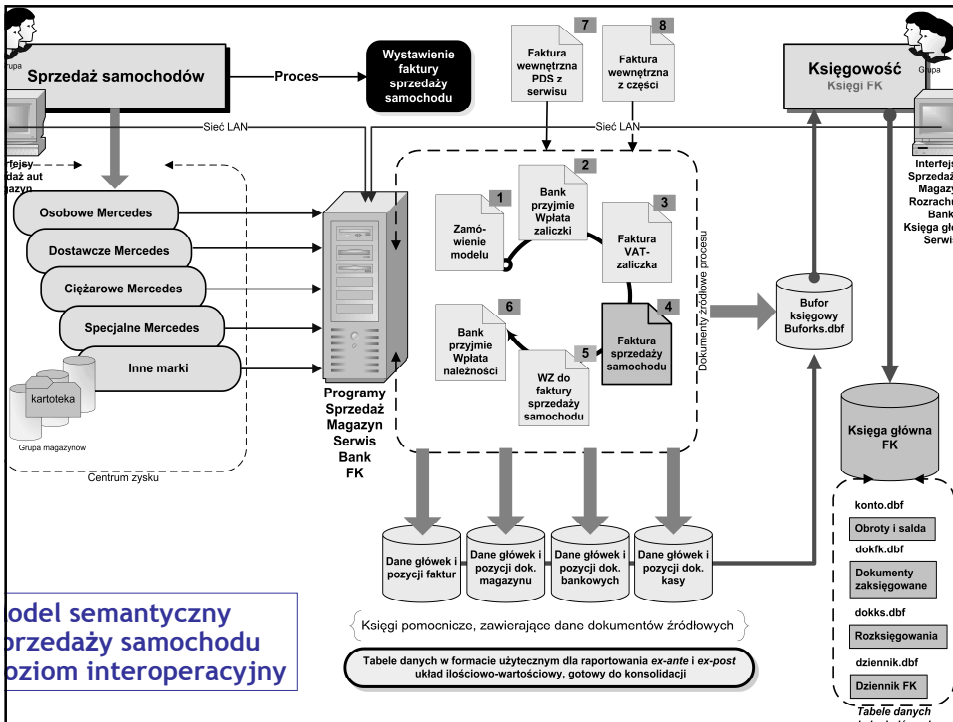 7
8
Sprzedaż samochodów
Proces
Wystawienie
faktury
sprzedaży
samochodu
Faktura
wewnętrzna
PDS z
serwisu
Faktura
wewnętrzna
z części
Grupa
Księgowość
Księgi FK
Sieć LAN
Sieć LAN
Osobowe Mercedes
Dostawcze Mercedes
Ciężarowe Mercedes
Specjalne Mercedes
Inne marki
kartoteka
Grupa magazynów
Centrum zysku
Programy
Sprzedaż
Magazyn
Serwis
Bank
FK
1
Zamó-
wienie
modelu
2
Bank
przyjmie
Wpłata
zaliczki
3
Faktura
VAT-
zaliczka
4
Faktura
sprzedaży
samochodu
5
WZ do
faktury
sprzedaży
samochodu
6
Bank
przyjmie
Wpłata
należności
Dokumenty źródłowe procesu
Bufor
księgowy
Buforks.dbf
Księga główna
FK
konto.dbf
Obroty i salda
dokfk.dbf
Dokumenty
zaksięgowane
dokks.dbf
Rozksięgowania
dziennik.dbf
Dziennik FK
Tabele danych
Dane główek i
pozycji faktur
Dane główek i
pozycji dok.
magazynu
Dane główek i
pozycji dok.
bankowych
Dane główek i
pozycji dok.
kasy
Księgi pomocnicze, zawierające dane dokumentów źródłowych
Tabele danych w formacie użytecznym dla raportowania ex-ante i ex-post
układ ilościowo-wartościowy, gotowy do konsolidacji
odel semantyczny
przedaży samochodu
oziom interoperacyjny